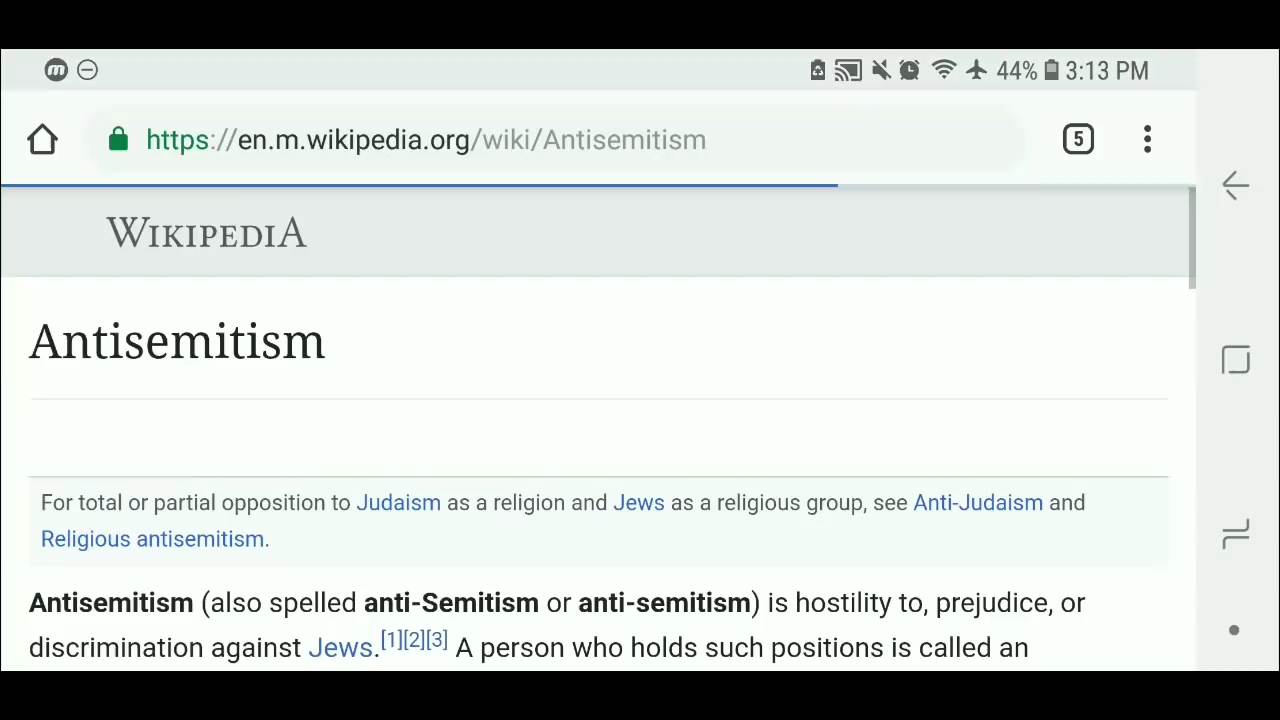 44% 3:13 PM
https://en.m.wikipedia.org/wiki/Antisemitism 5
WIKIPEDIA
Antisemitism
For total or partial opposition to Judaism as a religion and Jews as a religious group, see Anti-Judaism and
Religious antisemitism.
Antisemitism (also spelled anti-Semitism or anti-semitism) is hostility to, prejudice, or
discrimination against Jews.[1][2][3] A person who holds such positions is called an